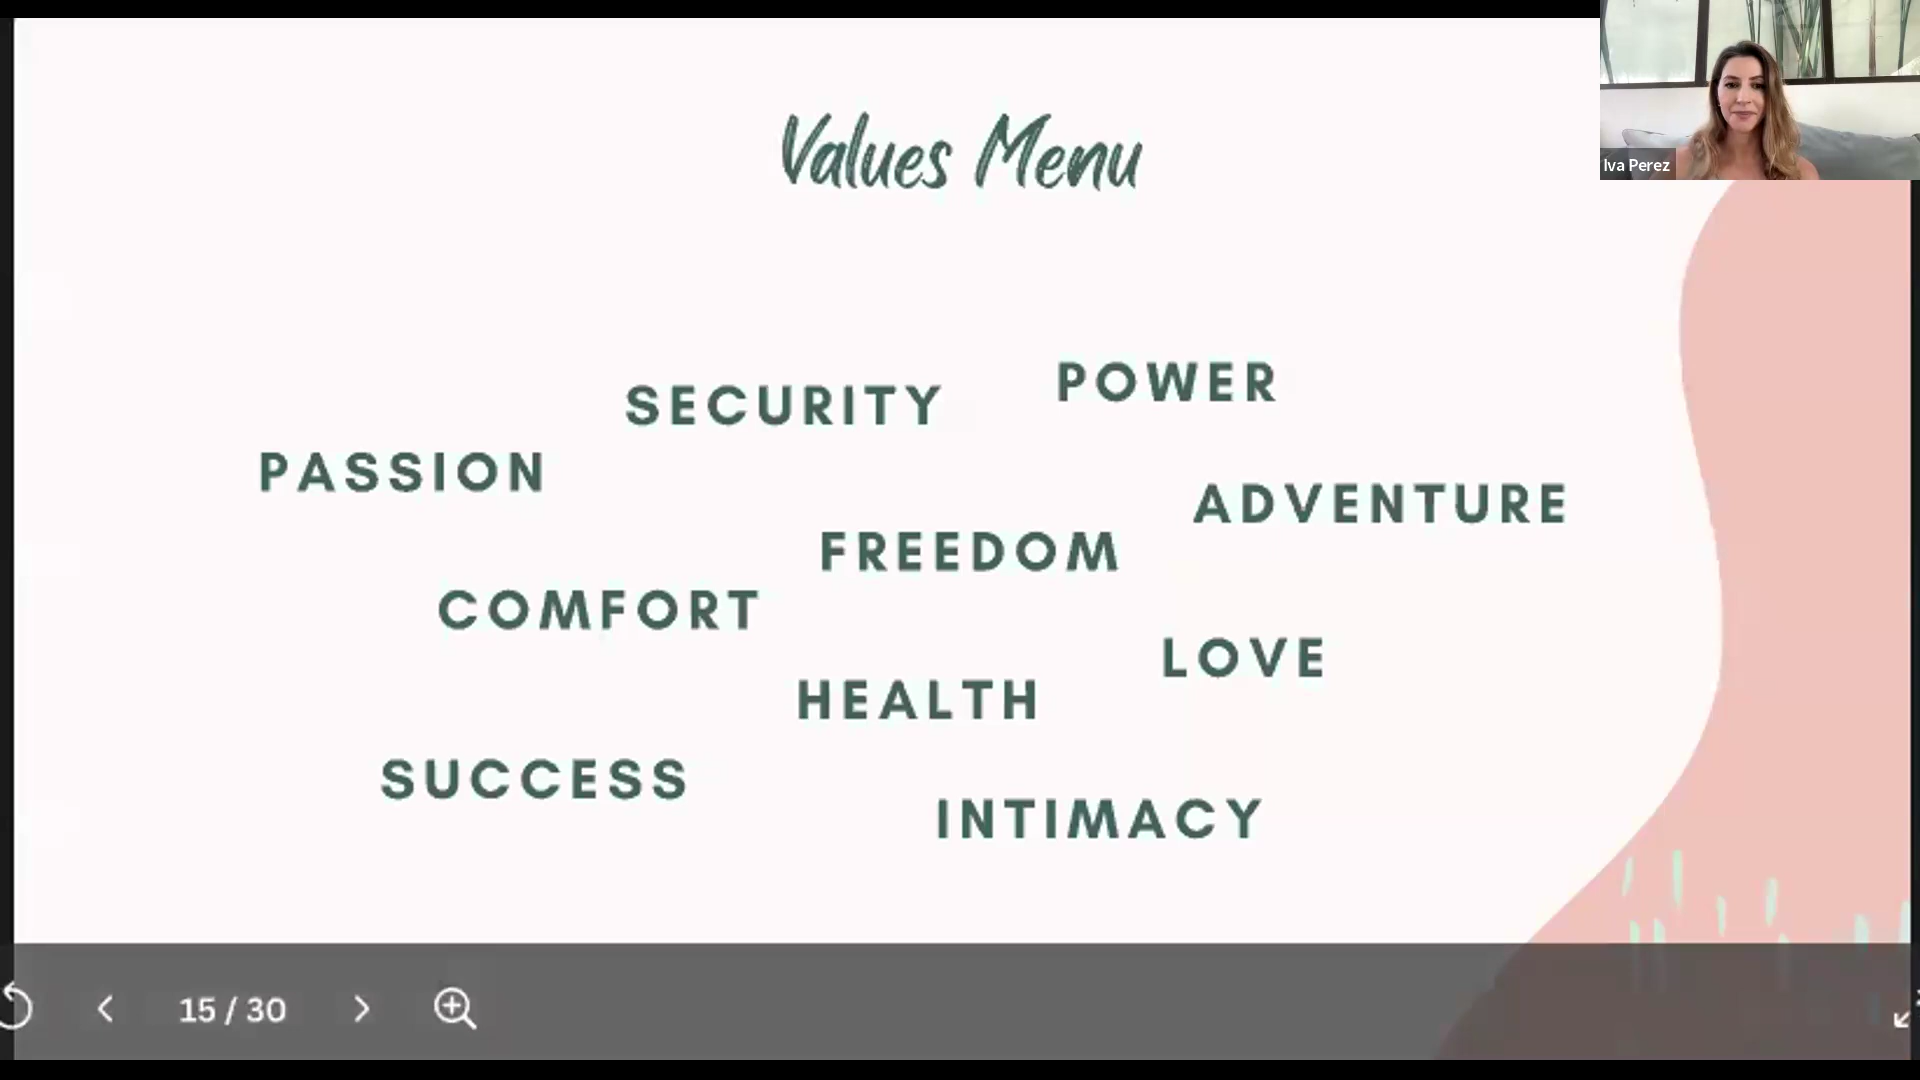 Values Menu
Iva Perez
POWER
SECURITY
PASSION
ADVENTURE
FREEDOM
COMFORT
LOVE
HEALTH
SUCCESS
INTIMACY
15 / 30